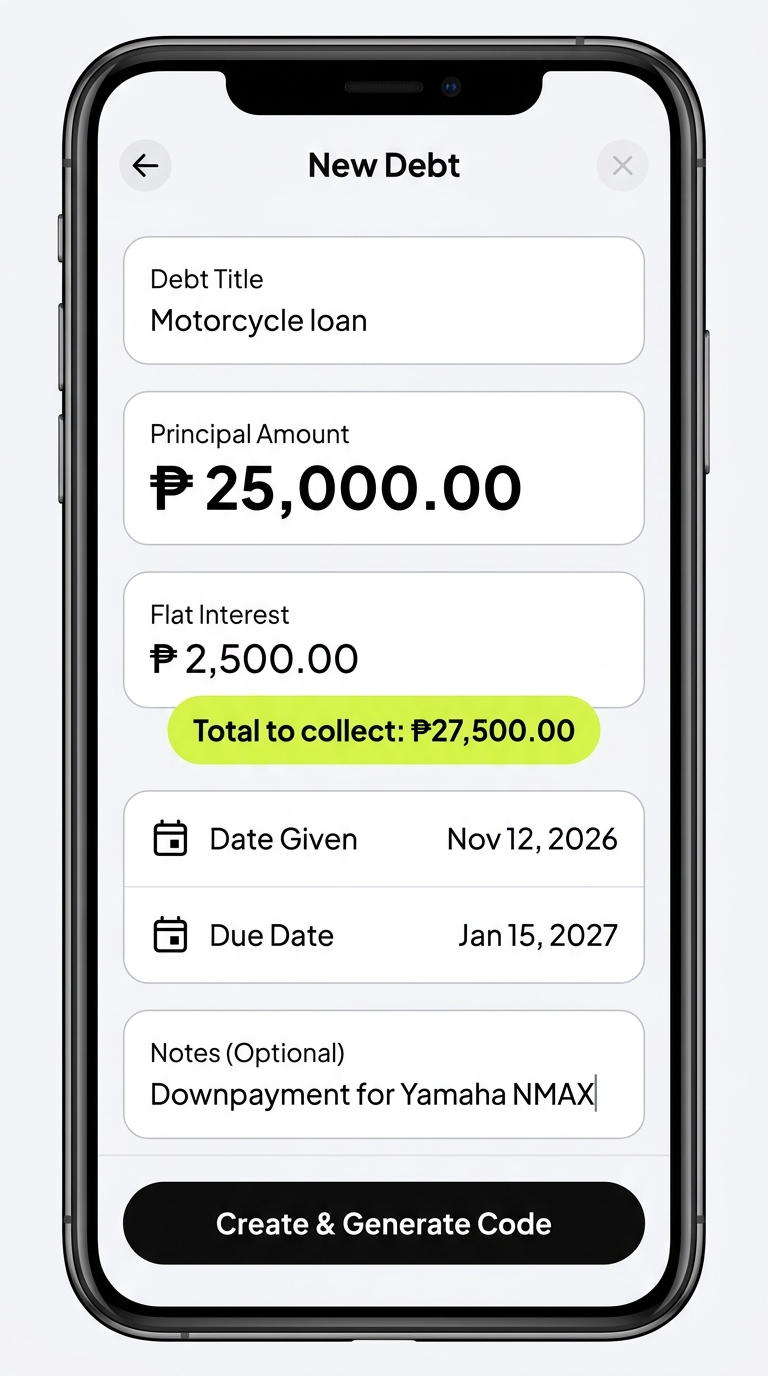 New Debt
Debt Title
Motorcycle loan
Principal Amount
₱ 25,000.00
Flat Interest
₱ 2,500.00
Total to collect: ₱27,500.00
Date Given Nov 12, 2026
Due Date Jan 15, 2027
Notes (Optional)
Downpayment for Yamaha NMAX
Create & Generate Code